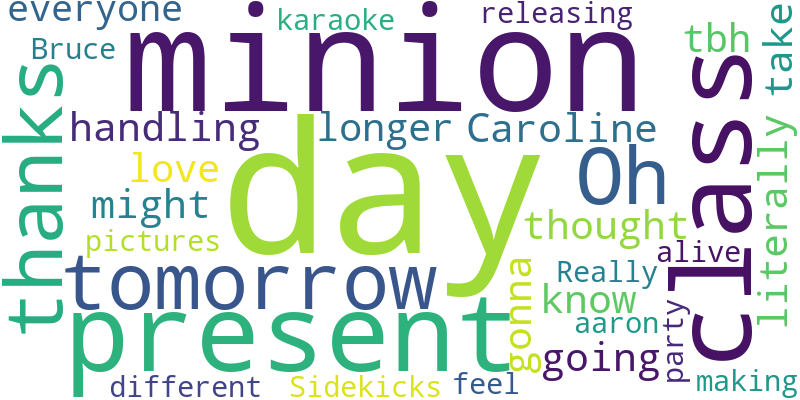 everyone
karaoke
releasing
Bruce
minion
tbh
take
thanks
handling
longer
Caroline
class
literally
love
day
Oh
might
thought
pictures
alive
tomorrow
gonna
Really
know
present
aaron
party
going
different
Sidekicks
feel
making